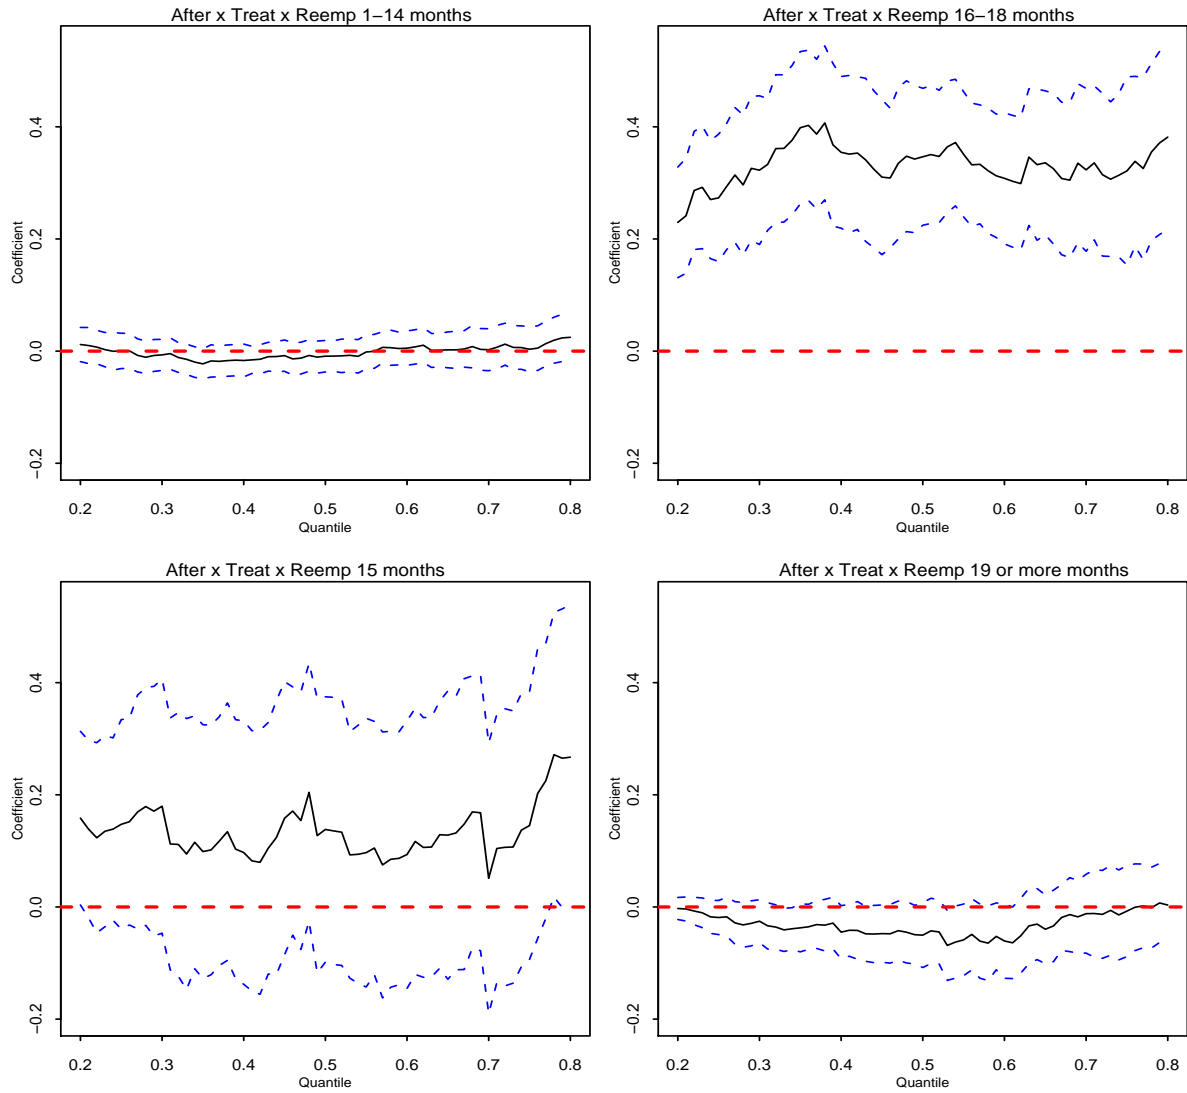 After x Treat x Reemp 1−14 months
Coefficient
0.4
0.2
0.0
−0.2
0.2 0.3 0.4 0.5 0.6 0.7 0.8
Quantile
After x Treat x Reemp 16−18 months
Coefficient
0.4
0.2
0.0
−0.2
0.2 0.3 0.4 0.5 0.6 0.7 0.8
Quantile
After x Treat x Reemp 15 months
Coefficient
0.4
0.2
0.0
−0.2
0.2 0.3 0.4 0.5 0.6 0.7 0.8
Quantile
After x Treat x Reemp 19 or more months
Coefficient
0.4
0.2
0.0
−0.2
0.2 0.3 0.4 0.5 0.6 0.7 0.8
Quantile